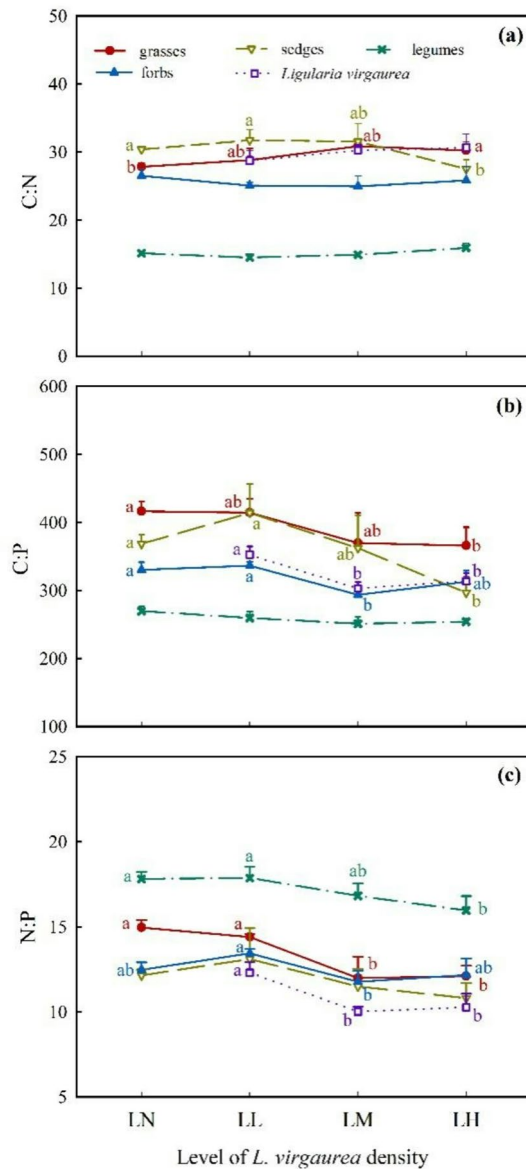 50
(a)
grasses
sedges
legumes
forbs
Ligularia virgaurea
40
a
ab
ab
a
ab
a
b
b
30
C:N
20
10
0
600
(b)
500
a
ab
ab
400
a
a
ab
b
a
b
b
C:P
a
a
ab
300
b
b
200
100
25
(c)
20
a
a
ab
b
a
a
15
N:P
ab
a
a
b
ab
b
b
10
b
b
5
LN
LL
LM
LH
Level of L. virgaurea density